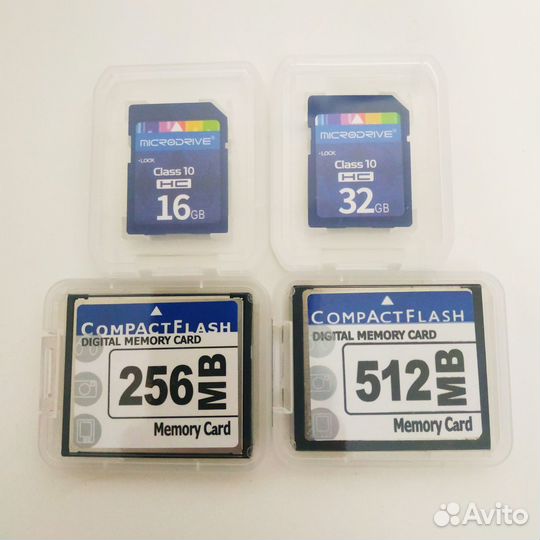 MICRODRIVE®
LOCK
Class 10
HC
16GB
MICRODRIVE®
LOCK
Class 10
HC
32GB
COMPACTFLASH
DIGITAL MEMORY CARD
256MB
Memory Card
COMPACTFLASH
DIGITAL MEMORY CARD
512MB
Memory Card
Avito